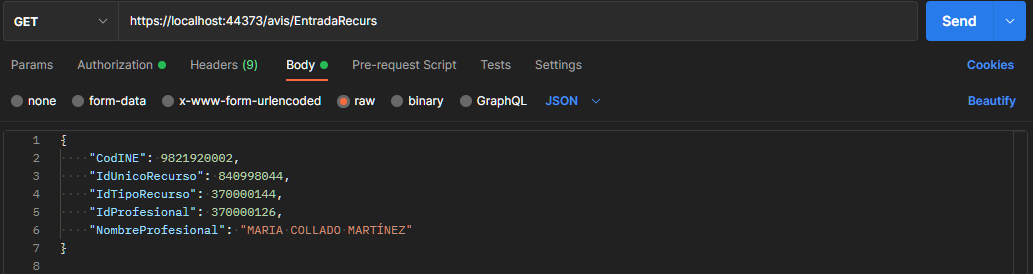 GET https://localhost:44373/avis/EntradaRecurs Send
Params Authorization Headers (9) Body Pre-request Script Tests Settings Cookies
none form-data x-www-form-urlencoded raw binary GraphQL JSON Beautify
1 {
2 "CodINE": 9821920002,
3 "IdUnicoRecurso": 840998044,
4 "IdTipoRecurso": 370000144,
5 "IdProfesional": 370000126,
6 "NombreProfesional": "MARIA COLLADO MARTÍNEZ"
7 }
8